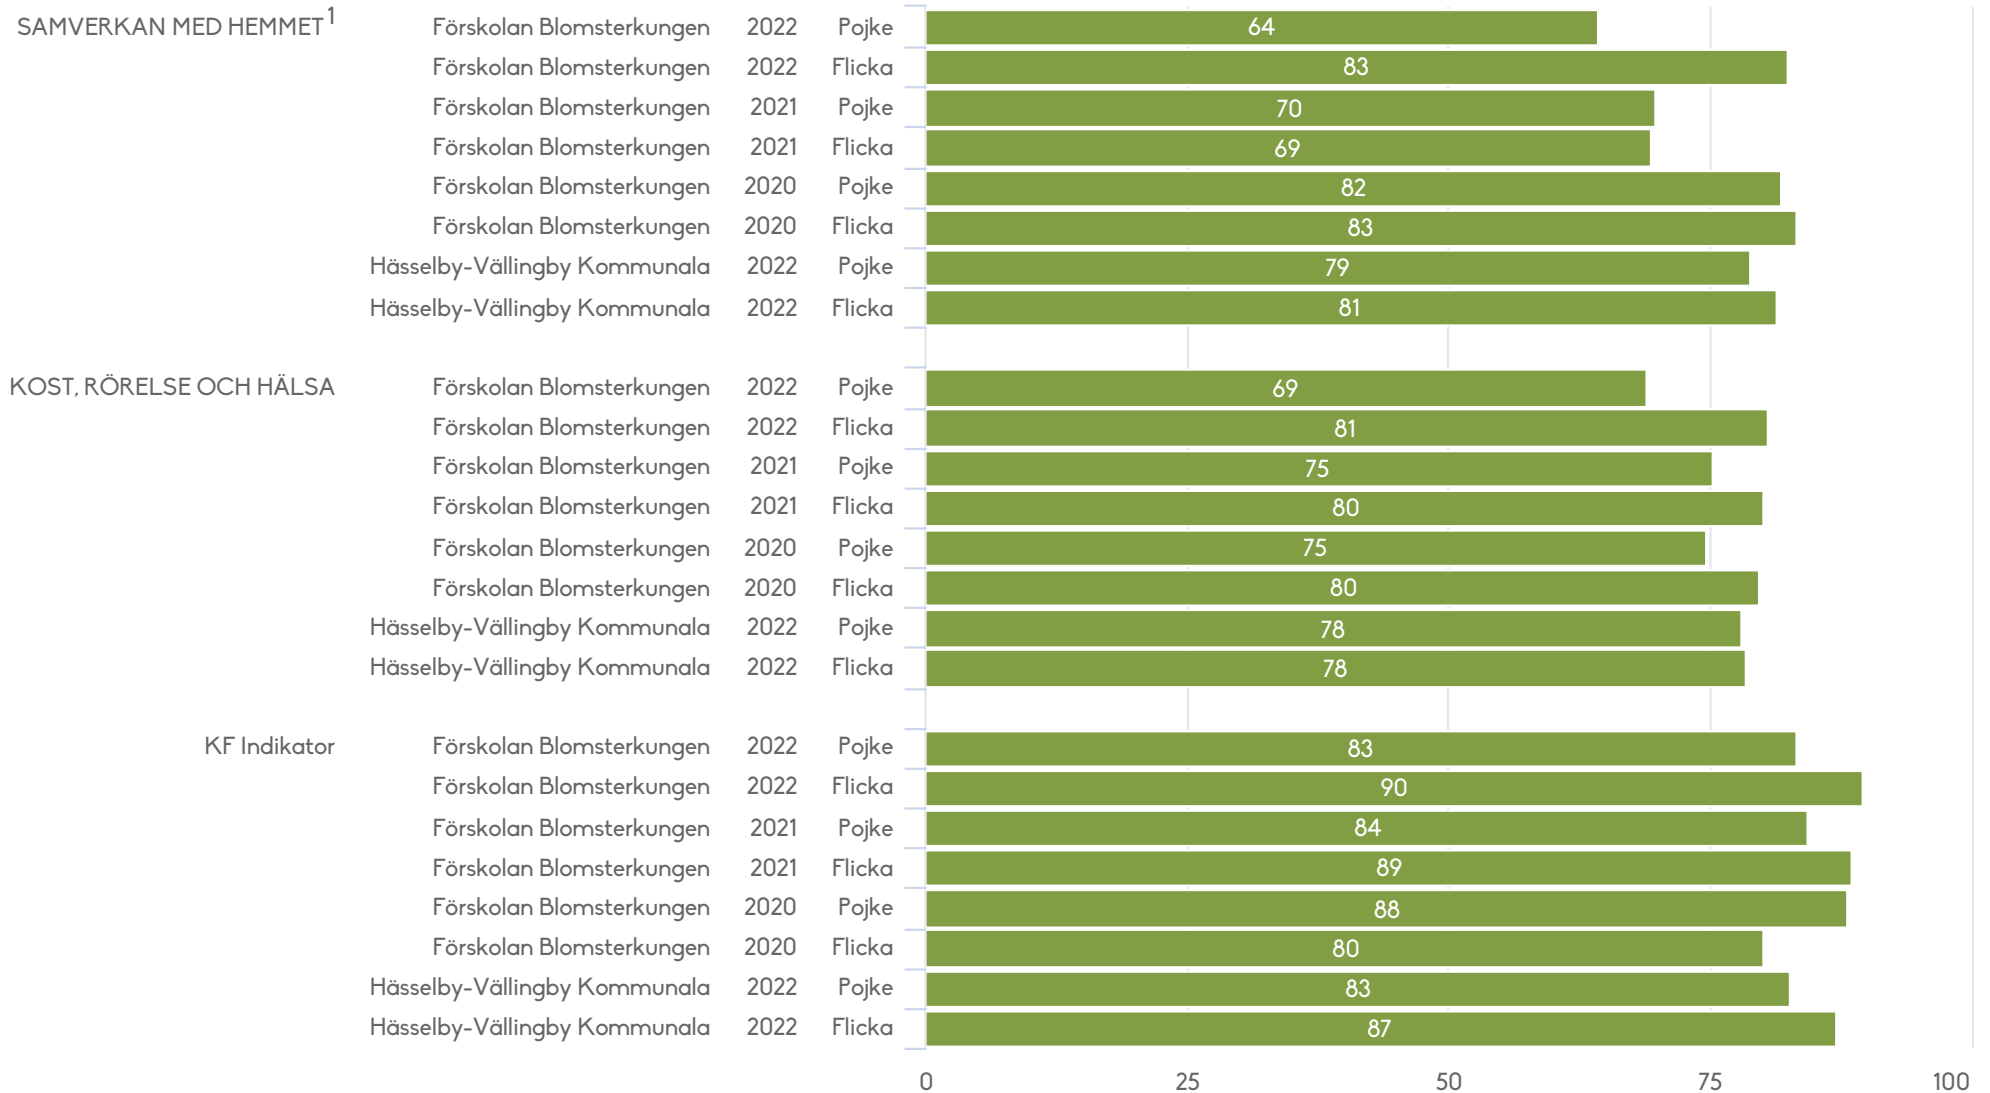 SAMVERKAN MED HEMMET¹ Förskolan Blomsterkungen 2022 Pojke 64
Förskolan Blomsterkungen 2022 Flicka 83
Förskolan Blomsterkungen 2021 Pojke 70
Förskolan Blomsterkungen 2021 Flicka 69
Förskolan Blomsterkungen 2020 Pojke 82
Förskolan Blomsterkungen 2020 Flicka 83
Hässelby-Vällingby Kommunala 2022 Pojke 79
Hässelby-Vällingby Kommunala 2022 Flicka 81
KOST, RÖRELSE OCH HÄLSA Förskolan Blomsterkungen 2022 Pojke 69
Förskolan Blomsterkungen 2022 Flicka 81
Förskolan Blomsterkungen 2021 Pojke 75
Förskolan Blomsterkungen 2021 Flicka 80
Förskolan Blomsterkungen 2020 Pojke 75
Förskolan Blomsterkungen 2020 Flicka 80
Hässelby-Vällingby Kommunala 2022 Pojke 78
Hässelby-Vällingby Kommunala 2022 Flicka 78
KF Indikator Förskolan Blomsterkungen 2022 Pojke 83
Förskolan Blomsterkungen 2022 Flicka 90
Förskolan Blomsterkungen 2021 Pojke 84
Förskolan Blomsterkungen 2021 Flicka 89
Förskolan Blomsterkungen 2020 Pojke 88
Förskolan Blomsterkungen 2020 Flicka 80
Hässelby-Vällingby Kommunala 2022 Pojke 83
Hässelby-Vällingby Kommunala 2022 Flicka 87
0 25 50 75 100